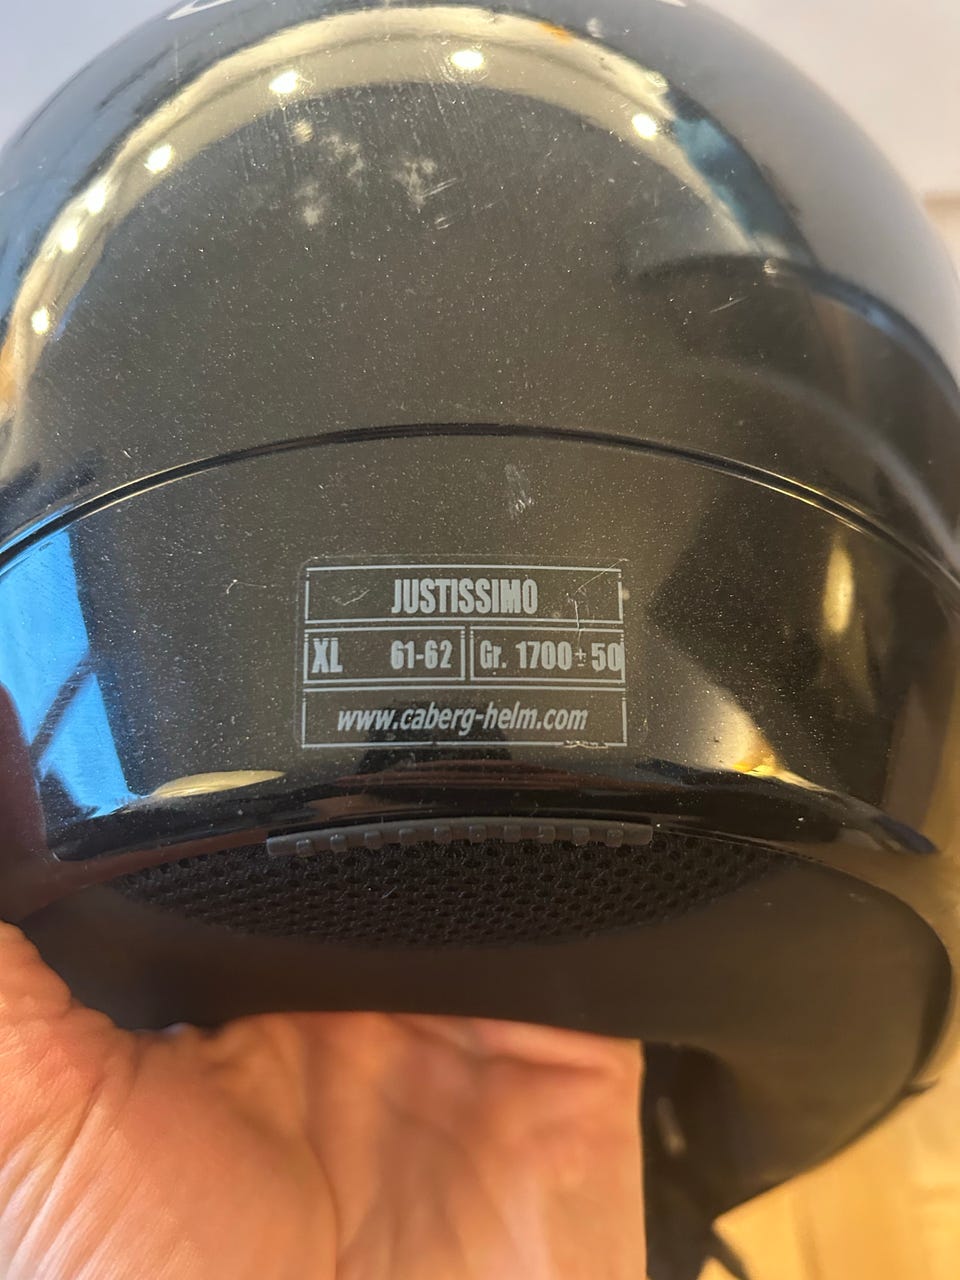 JUSTISSIMO
XL 61-62 Gr. 1700± 50
www.caberg-helm.com